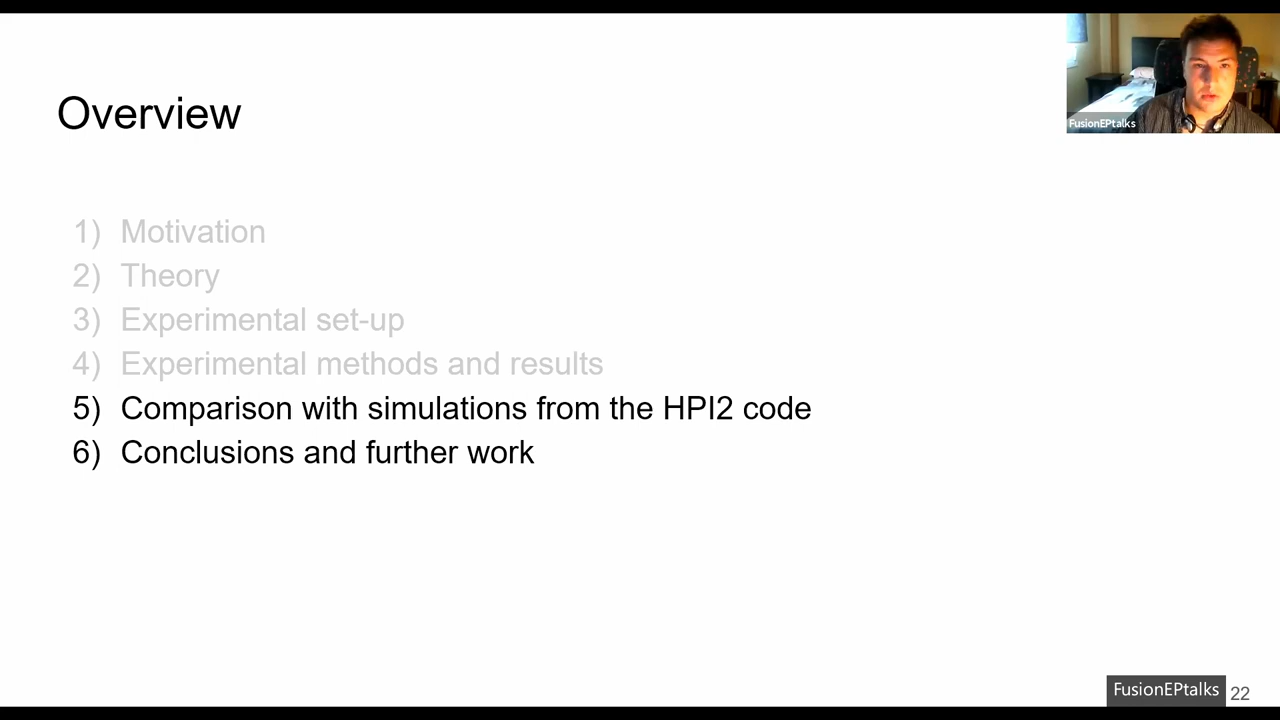 FusionEPtalks
Overview
1) Motivation
2) Theory
3) Experimental set-up
4) Experimental methods and results
5) Comparison with simulations from the HPI2 code
6) Conclusions and further work
FusionEPtalks 22